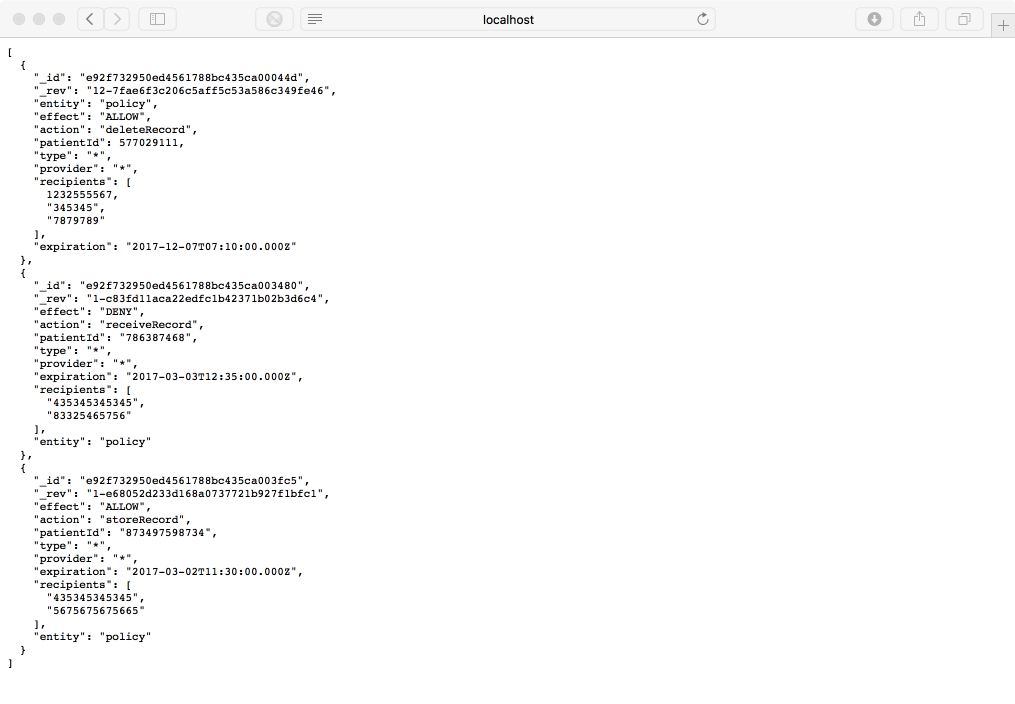 localhost
[
  {
    "_id": "e92f732950ed4561788bc435ca00044d",
    "_rev": "12-7fae6f3c206c5aff5c53a586c349fe46",
    "entity": "policy",
    "effect": "ALLOW",
    "action": "deleteRecord",
    "patientId": 577029111,
    "type": "*",
    "provider": "*",
    "recipients": [
      1232555567,
      "345345",
      "7879789"
    ],
    "expiration": "2017-12-07T07:10:00.000Z"
  },
  {
    "_id": "e92f732950ed4561788bc435ca003480",
    "_rev": "1-c83fd11aca22edfc1b42371b02b3d6c4",
    "effect": "DENY",
    "action": "receiveRecord",
    "patientId": "786387468",
    "type": "*",
    "provider": "*",
    "expiration": "2017-03-03T12:35:00.000Z",
    "recipients": [
      "435345345345",
      "83325465756"
    ],
    "entity": "policy"
  },
  {
    "_id": "e92f732950ed4561788bc435ca003fc5",
    "_rev": "1-e68052d233d168a0737721b927f1bfc1",
    "effect": "ALLOW",
    "action": "storeRecord",
    "patientId": "873497598734",
    "type": "*",
    "provider": "*",
    "expiration": "2017-03-02T11:30:00.000Z",
    "recipients": [
      "435345345345",
      "5675675675665"
    ],
    "entity": "policy"
  }
]